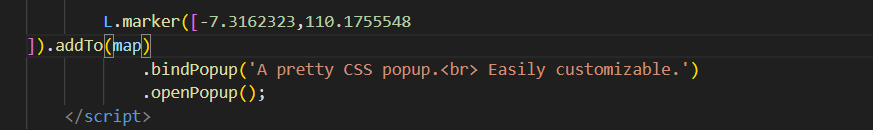 L.marker([-7.3162323,110.1755548
]).addTo(map)
.bindPopup('A pretty CSS popup.<br> Easily customizable.')
.openPopup();
</script>